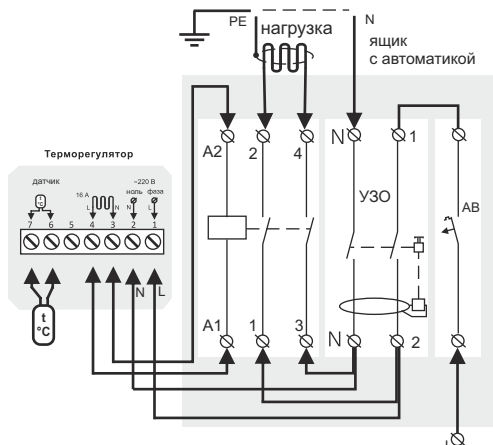 PE
N
нагрузка
ящик
с автоматикой
A2
2
4
N
1
УЗО
АВ
Терморегулятор
датчик
~220 В
16 А
ноль
фаза
t
°C
L
N
N
L
7
6
5
4
3
2
1
N
L
t
°C
A1
1
3
N
2
L